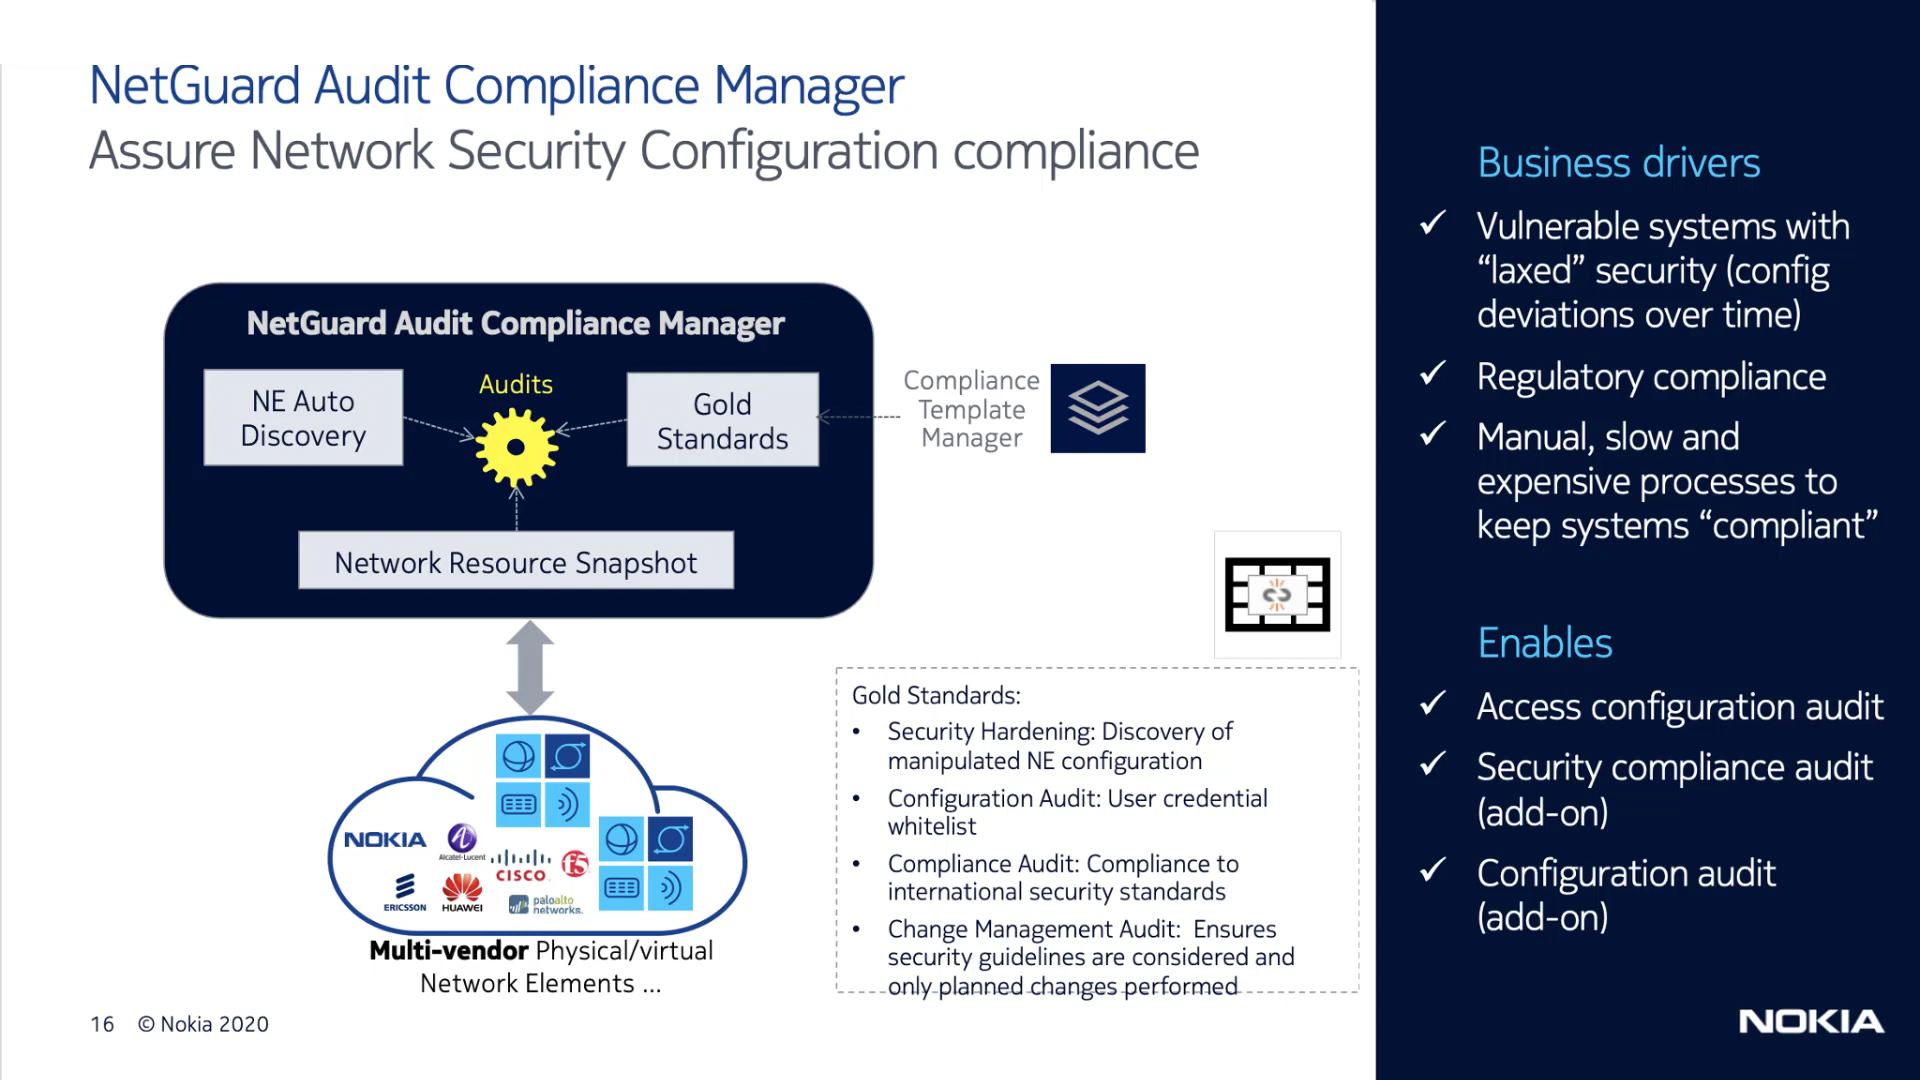 NetGuard Audit Compliance Manager
Assure Network Security Configuration compliance
NetGuard Audit Compliance Manager
NE Auto
Discovery
Audits
Gold
Standards
Network Resource Snapshot
Compliance
Template
Manager
NOKIA
Alcatel·Lucent
CISCO
f5
ERICSSON
HUAWEI
paloalto
networks.
Multi-vendor Physical/virtual
Network Elements ...
Gold Standards:
• Security Hardening: Discovery of
manipulated NE configuration
• Configuration Audit: User credential
whitelist
• Compliance Audit: Compliance to
international security standards
• Change Management Audit:  Ensures
security guidelines are considered and
only planned changes performed
Business drivers
✓ Vulnerable systems with
“laxed” security (config
deviations over time)
✓ Regulatory compliance
✓ Manual, slow and
expensive processes to
keep systems “compliant”
Enables
✓ Access configuration audit
✓ Security compliance audit
(add-on)
✓ Configuration audit
(add-on)
16 © Nokia 2020
NOKIA